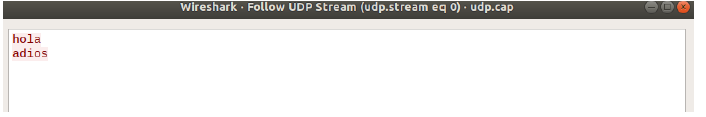 Wireshark · Follow UDP Stream (udp.stream eq 0) · udp.cap
hola
adios